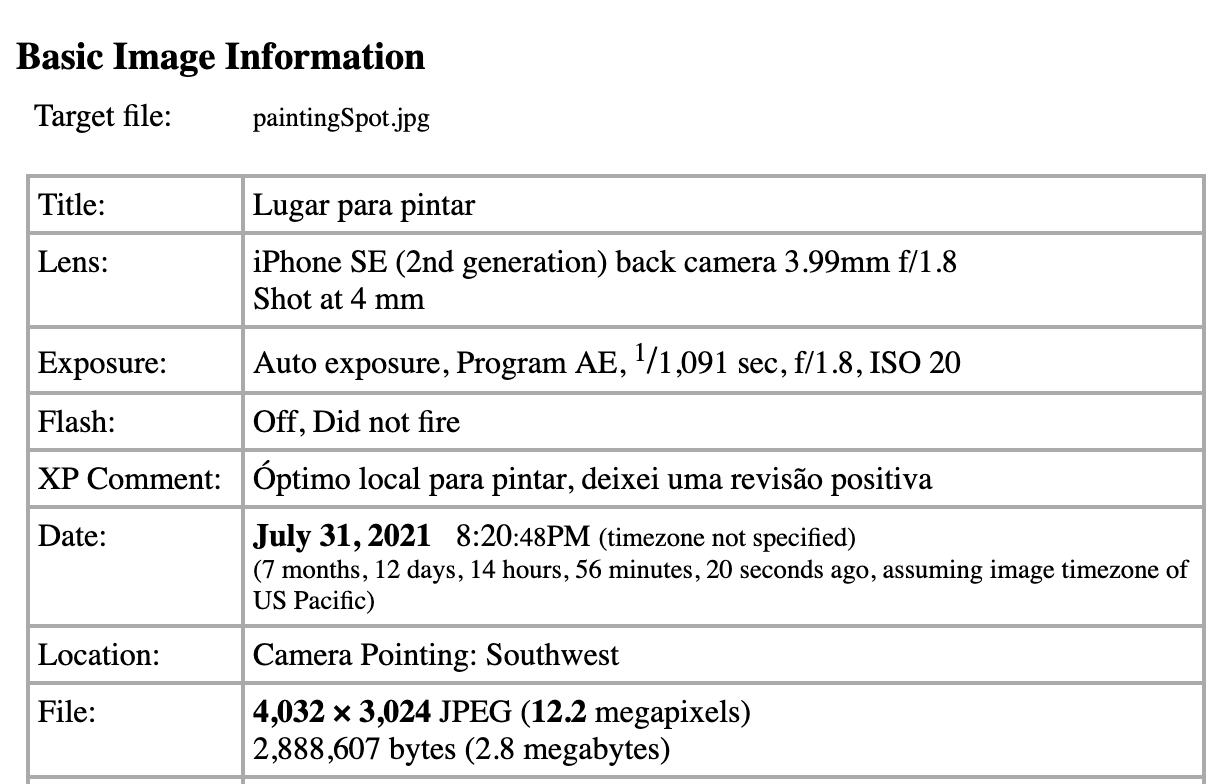 Basic Image Information
Target file: paintingSpot.jpg
Title: Lugar para pintar
Lens: iPhone SE (2nd generation) back camera 3.99mm f/1.8
Shot at 4 mm
Exposure: Auto exposure, Program AE, 1/1,091 sec, f/1.8, ISO 20
Flash: Off, Did not fire
XP Comment: Óptimo local para pintar, deixei uma revisão positiva
Date: July 31, 2021 8:20:48PM (timezone not specified)
(7 months, 12 days, 14 hours, 56 minutes, 20 seconds ago, assuming image timezone of
US Pacific)
Location: Camera Pointing: Southwest
File: 4,032 × 3,024 JPEG (12.2 megapixels)
2,888,607 bytes (2.8 megabytes)